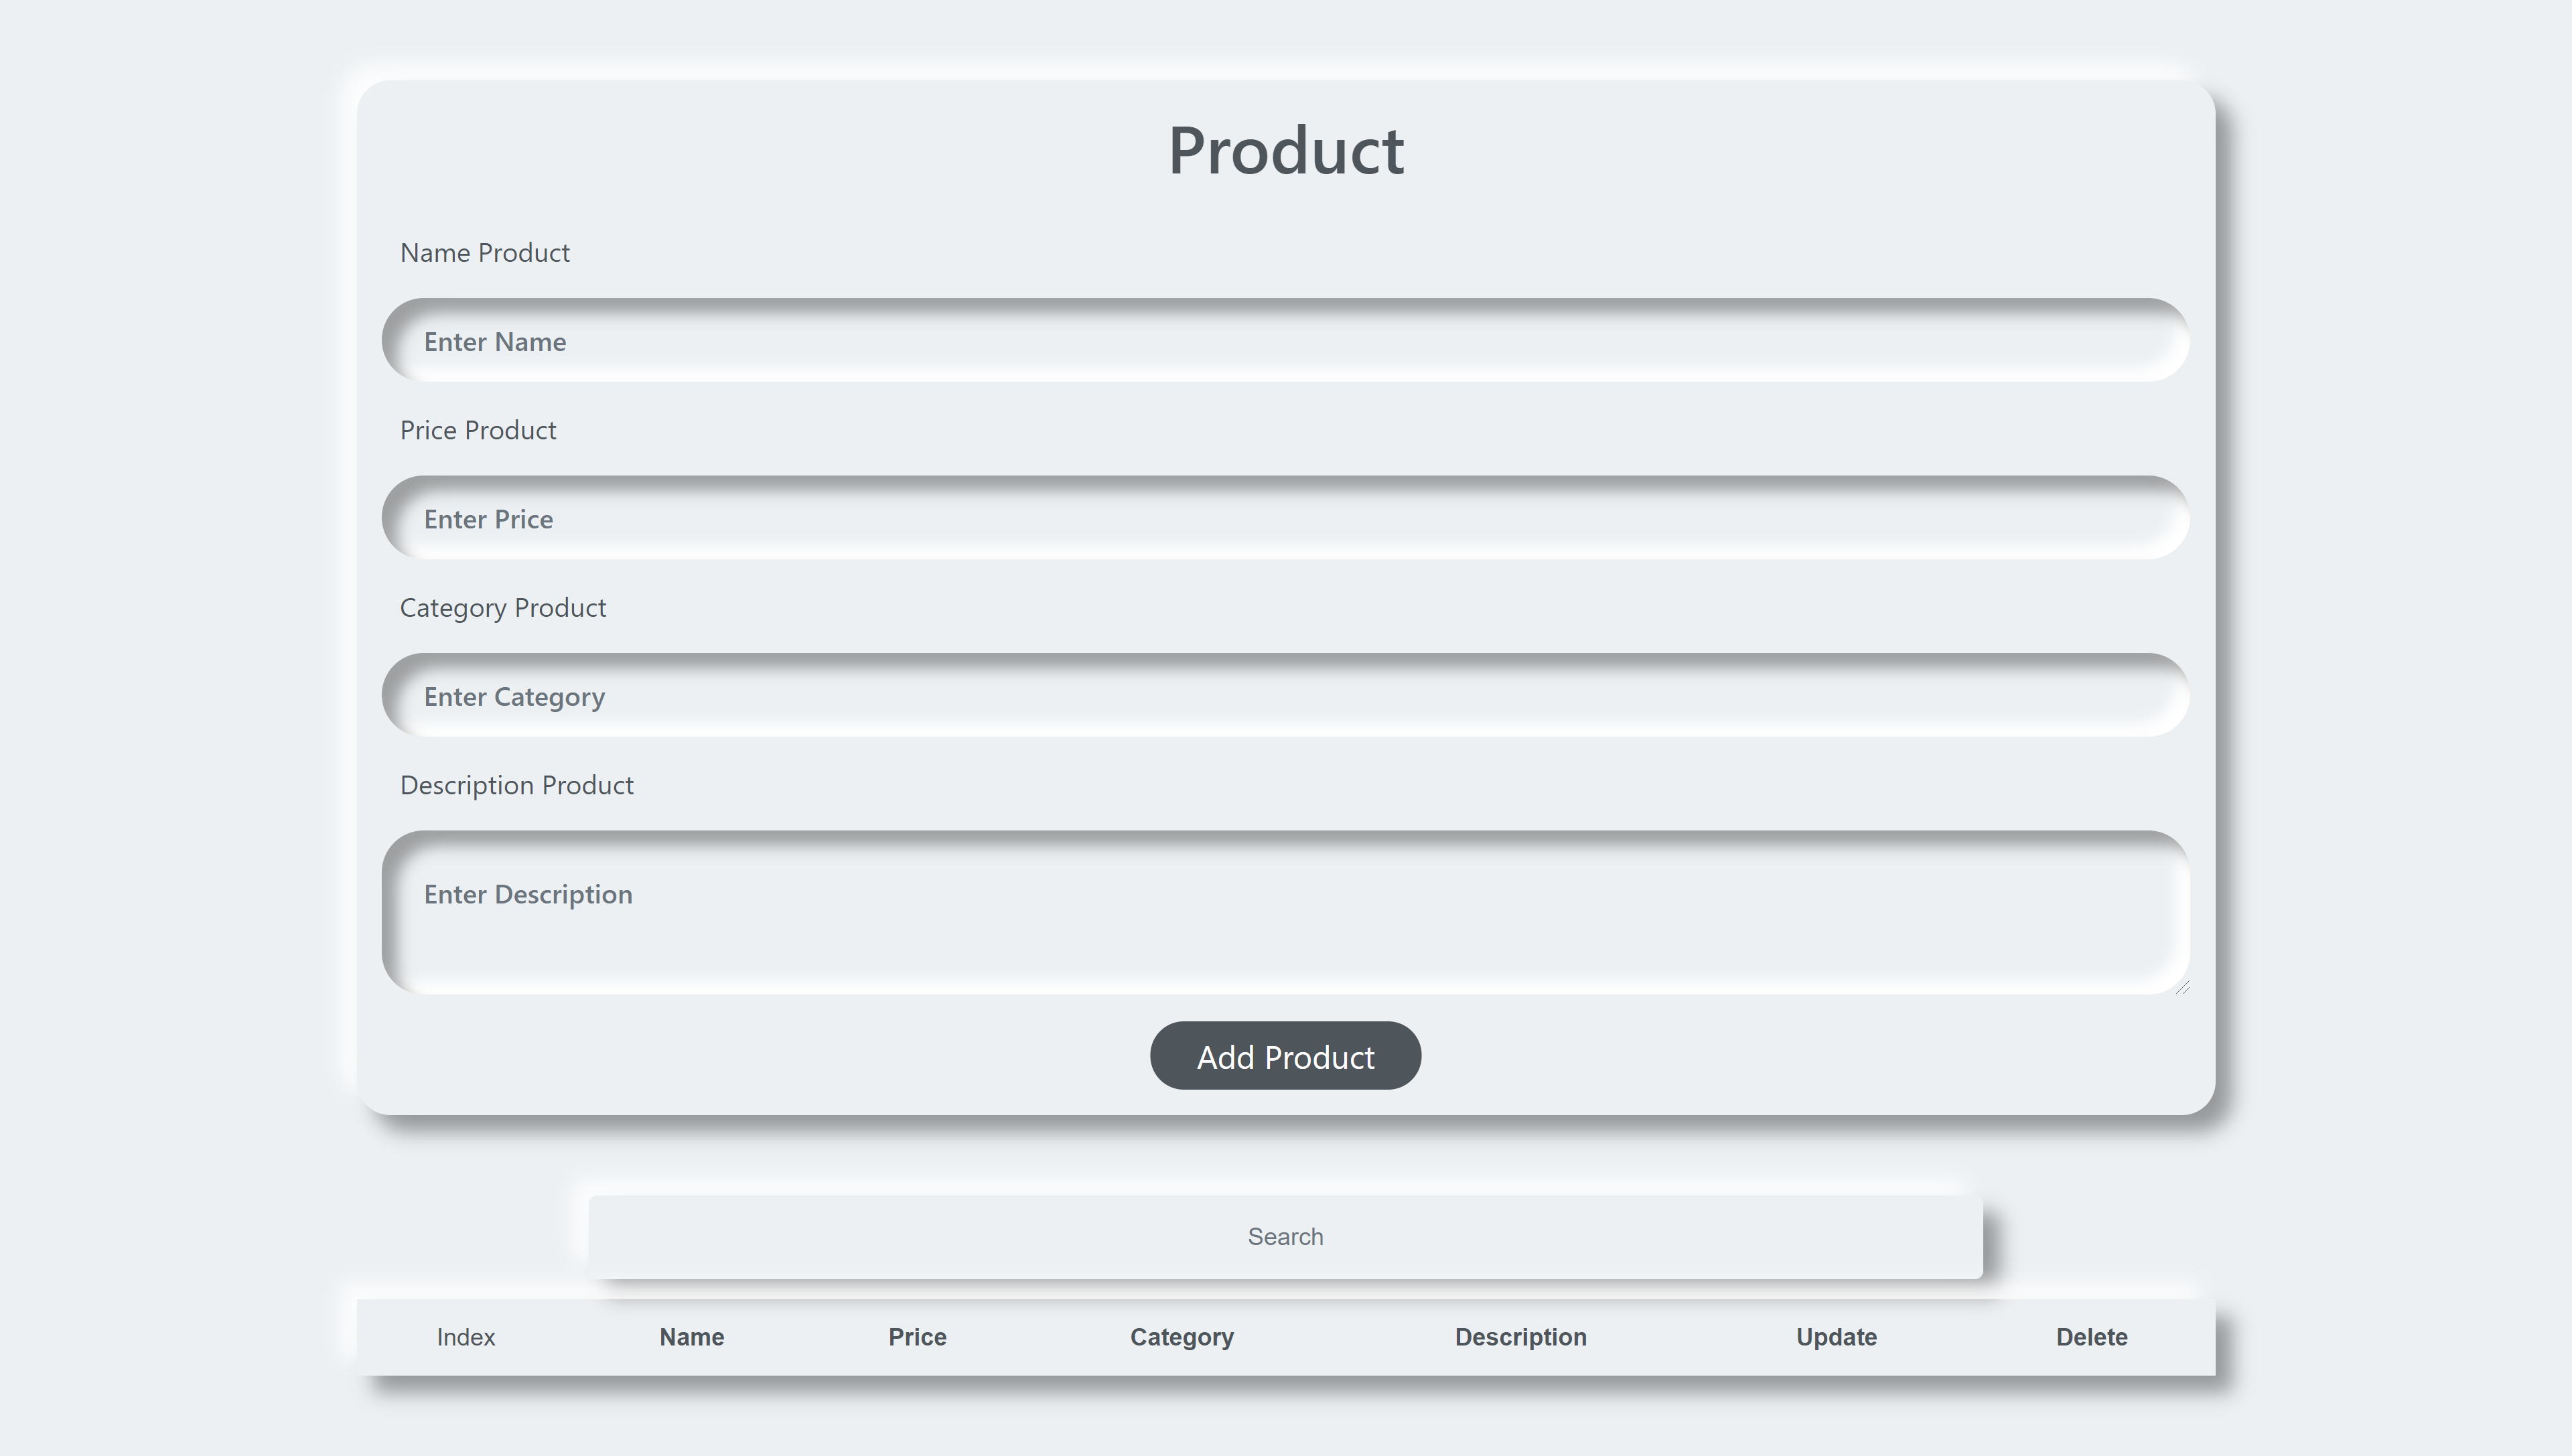 Product
Name Product
Enter Name
Price Product
Enter Price
Category Product
Enter Category
Description Product
Enter Description
Add Product
Search
Index Name Price Category Description Update Delete